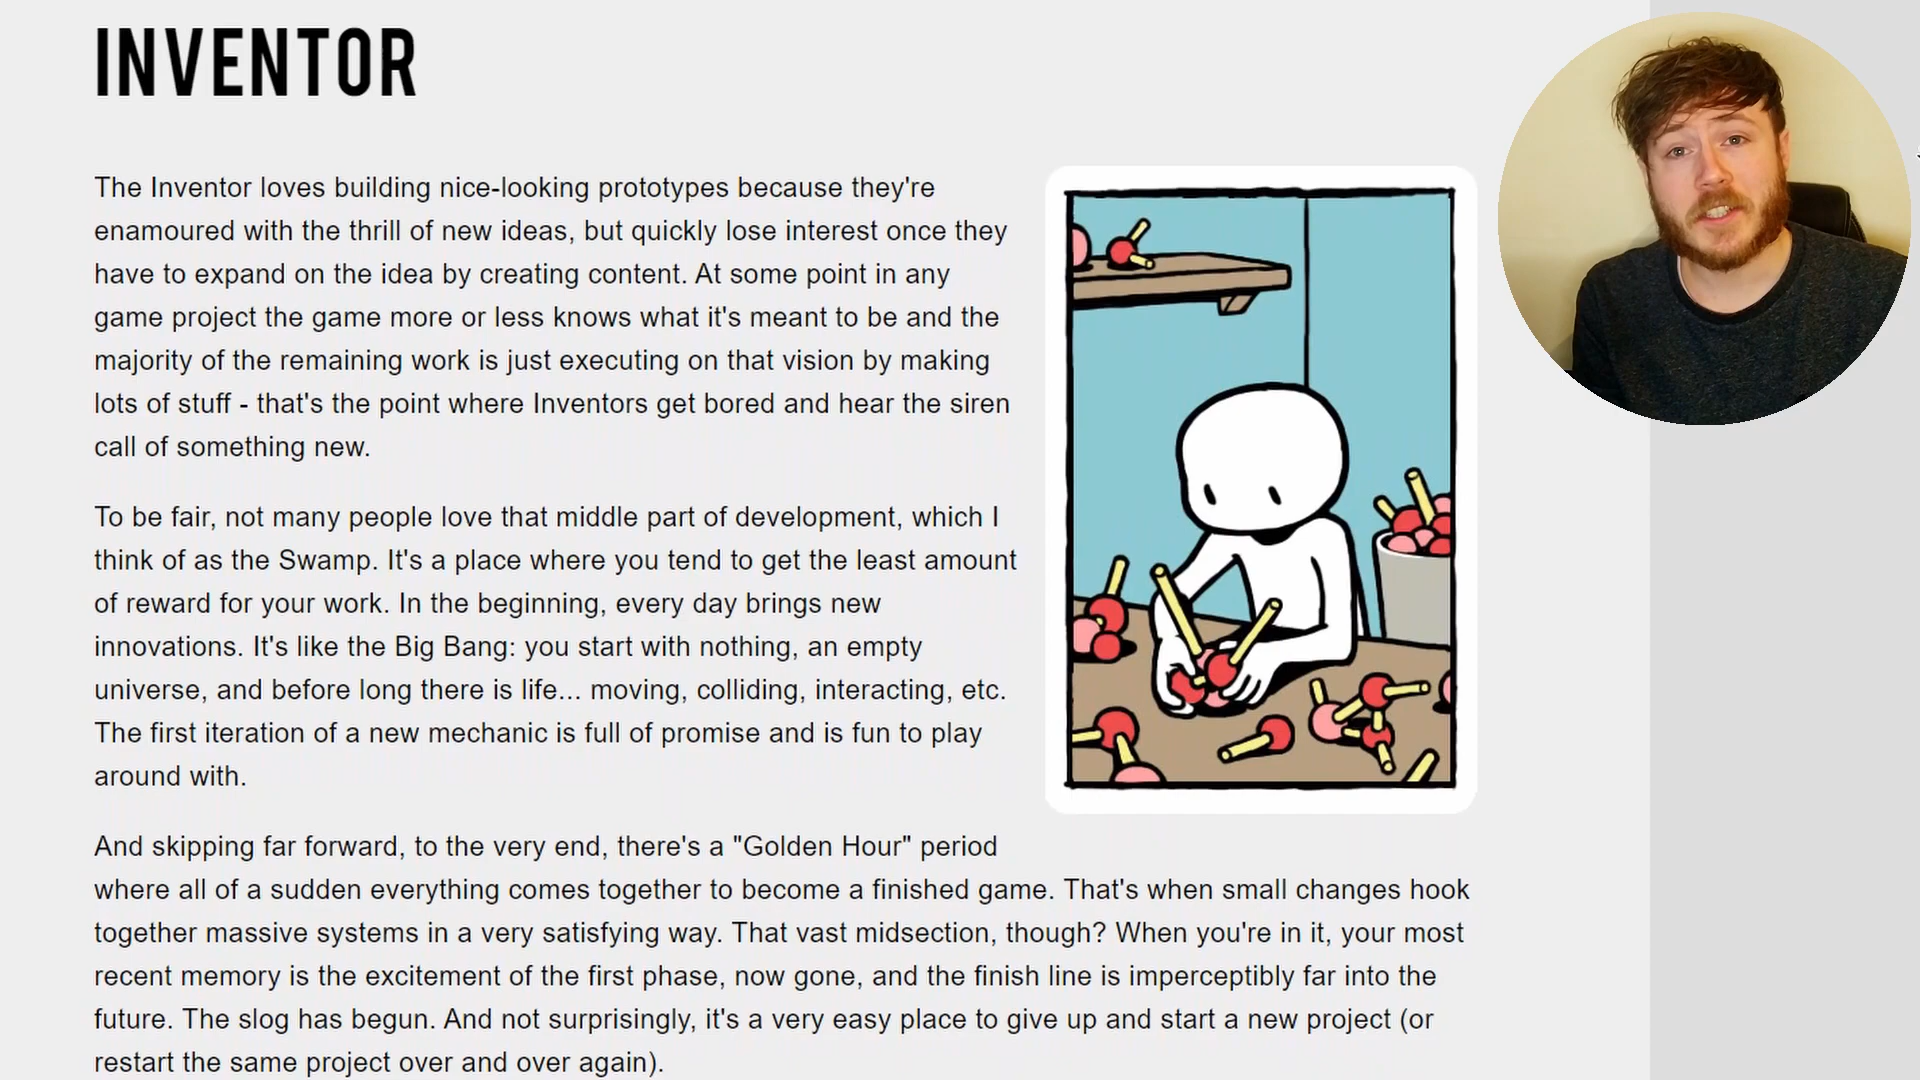 INVENTOR
The Inventor loves building nice-looking prototypes because they're
enamoured with the thrill of new ideas, but quickly lose interest once they
have to expand on the idea by creating content. At some point in any
game project the game more or less knows what it's meant to be and the
majority of the remaining work is just executing on that vision by making
lots of stuff - that's the point where Inventors get bored and hear the siren
call of something new.
To be fair, not many people love that middle part of development, which I
think of as the Swamp. It's a place where you tend to get the least amount
of reward for your work. In the beginning, every day brings new
innovations. It's like the Big Bang: you start with nothing, an empty
universe, and before long there is life... moving, colliding, interacting, etc.
The first iteration of a new mechanic is full of promise and is fun to play
around with.
And skipping far forward, to the very end, there's a "Golden Hour" period
where all of a sudden everything comes together to become a finished game. That's when small changes hook
together massive systems in a very satisfying way. That vast midsection, though? When you're in it, your most
recent memory is the excitement of the first phase, now gone, and the finish line is imperceptibly far into the
future. The slog has begun. And not surprisingly, it's a very easy place to give up and start a new project (or
restart the same project over and over again).